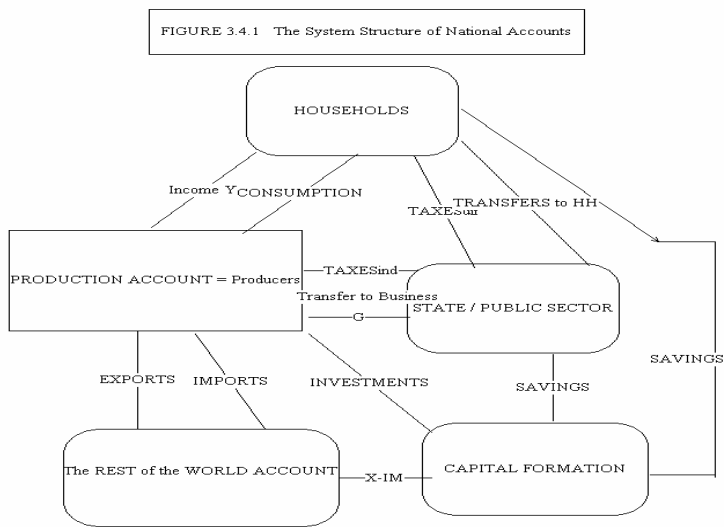 FIGURE 3.4.1 The System Structure of National Accounts
HOUSEHOLDS
Income Y
CONSUMPTION
TAXESdir
TRANSFERS to HH
PRODUCTION ACCOUNT = Producers
TAXESind
Transfer to Business
G
STATE / PUBLIC SECTOR
SAVINGS
EXPORTS
IMPORTS
INVESTMENTS
SAVINGS
The REST of the WORLD ACCOUNT
X-IM
CAPITAL FORMATION